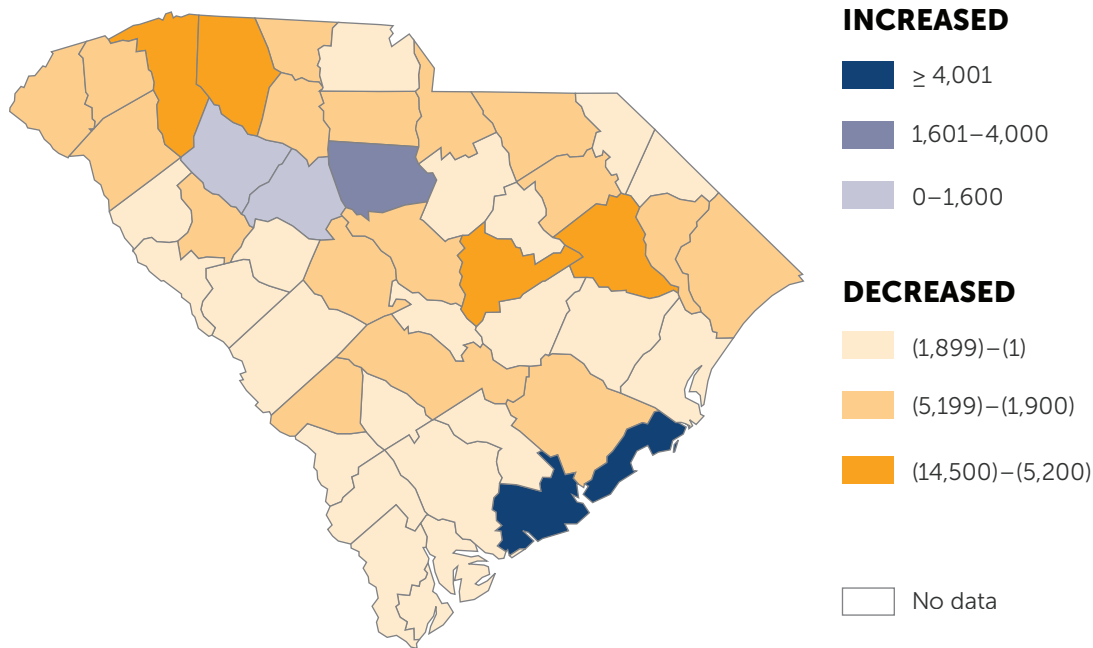 INCREASED
≥ 4,001
1,601–4,000
0–1,600
DECREASED
(1,899)–(1)
(5,199)–(1,900)
(14,500)–(5,200)
No data